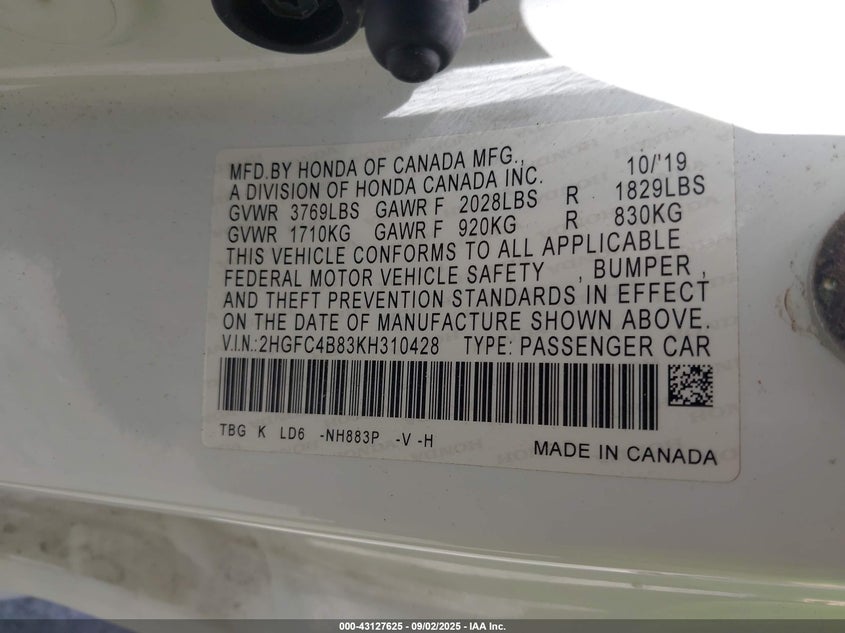 MFD.BY HONDA OF CANADA MFG., 10/'19
A DIVISION OF HONDA CANADA INC.
GVWR 3769LBS GAWR F 2028LBS R 1829LBS
GVWR 1710KG GAWR F 920KG R 830KG
THIS VEHICLE CONFORMS TO ALL APPLICABLE
FEDERAL MOTOR VEHICLE SAFETY , BUMPER ,
AND THEFT PREVENTION STANDARDS IN EFFECT
ON THE DATE OF MANUFACTURE SHOWN ABOVE.
V.I.N.:2HGFC4B83KH310428 TYPE: PASSENGER CAR
TBG K LD6 -NH883P -V -H
MADE IN CANADA
000-43127625 - 09/02/2025 - IAA Inc.